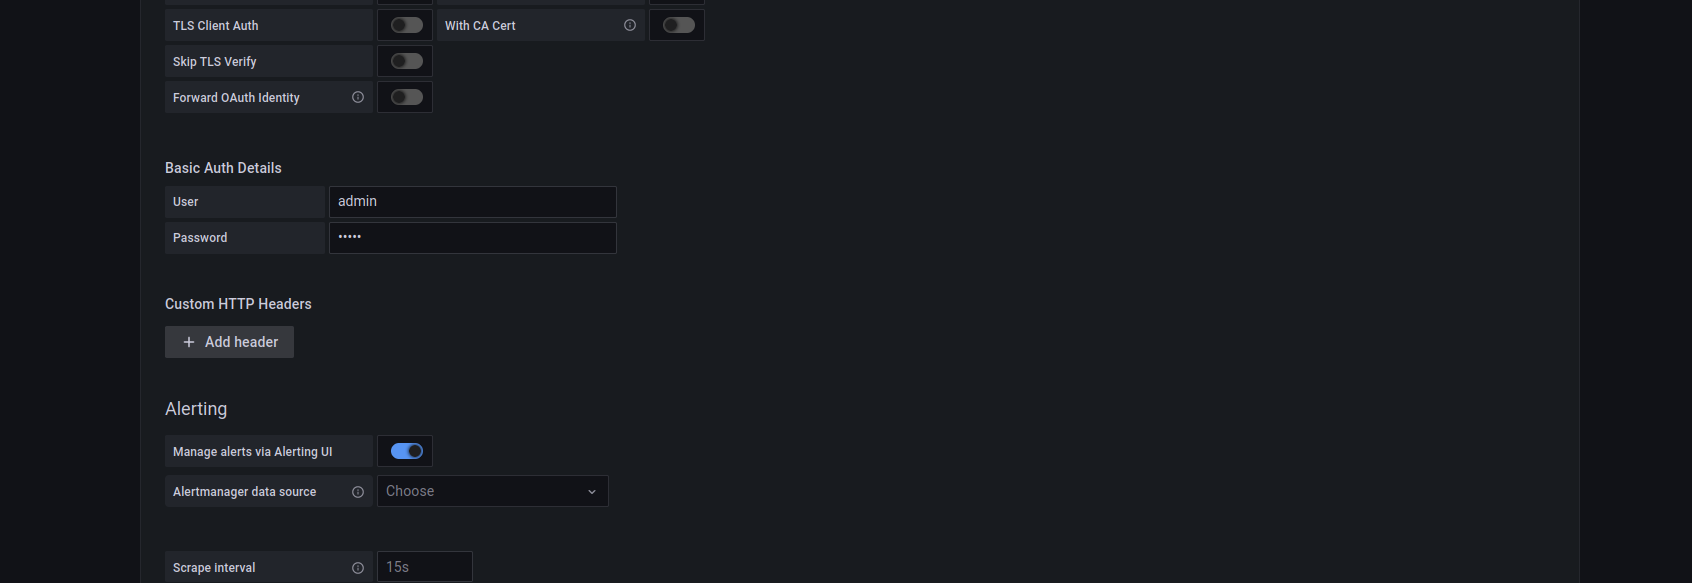 TLS Client Auth With CA Cert
Skip TLS Verify
Forward OAuth Identity
Basic Auth Details
User admin
Password •••••
Custom HTTP Headers
+ Add header
Alerting
Manage alerts via Alerting UI
Alertmanager data source Choose
Scrape interval 15s